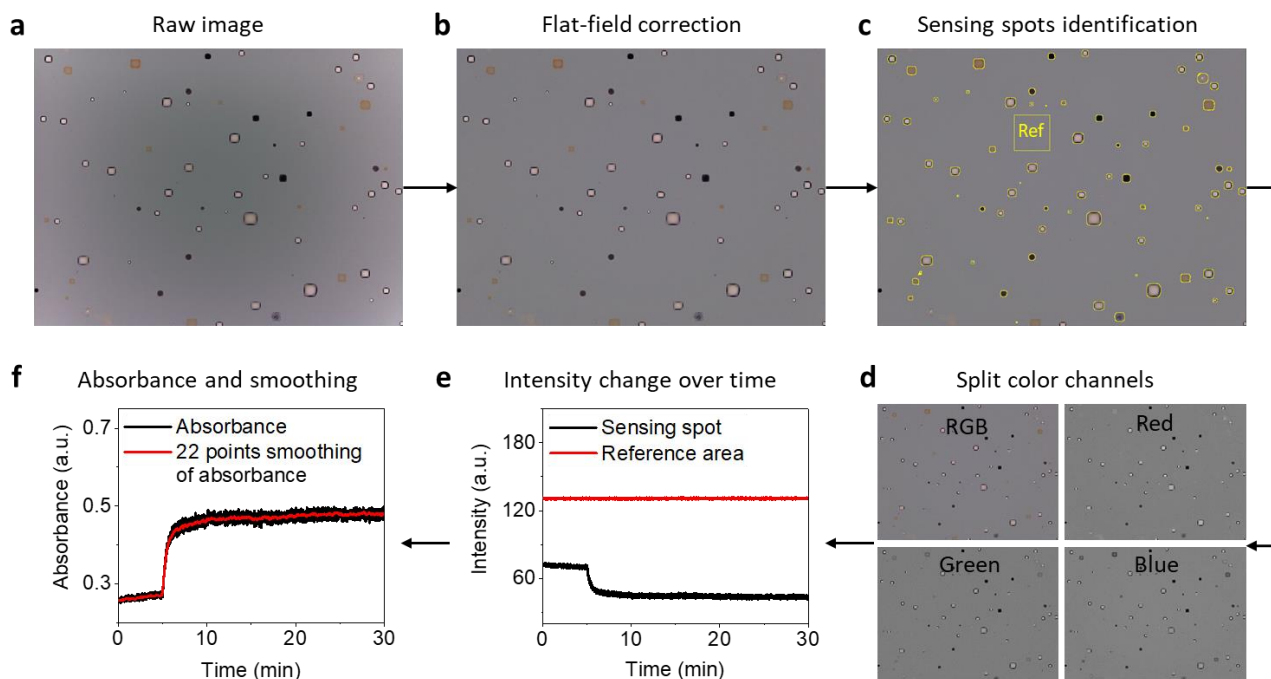 a Raw image
b Flat-field correction
c Sensing spots identification
Ref
f Absorbance and smoothing
Absorbance (a.u.)
0.7
0.5
0.3
Absorbance
22 points smoothing
of absorbance
0 10 20 30
Time (min)
e Intensity change over time
Intensity (a.u.)
180
120
60
Sensing spot
Reference area
0 10 20 30
Time (min)
d Split color channels
RGB
Red
Green
Blue